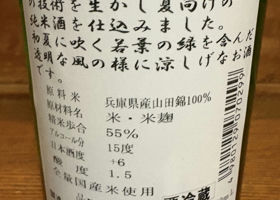 の技術を生かし夏向けの
純米酒を仕込みました。
初夏に吹く若葉の緑を含んだ
透明な風の様に涼しげなお酒
です。
原料米 兵庫県産山田錦100%
原材料名 米・米麹
精米歩合 55%
アルコール分 15度
日本酒度 +6
酸度 1.5
全量国産米使用
要冷蔵